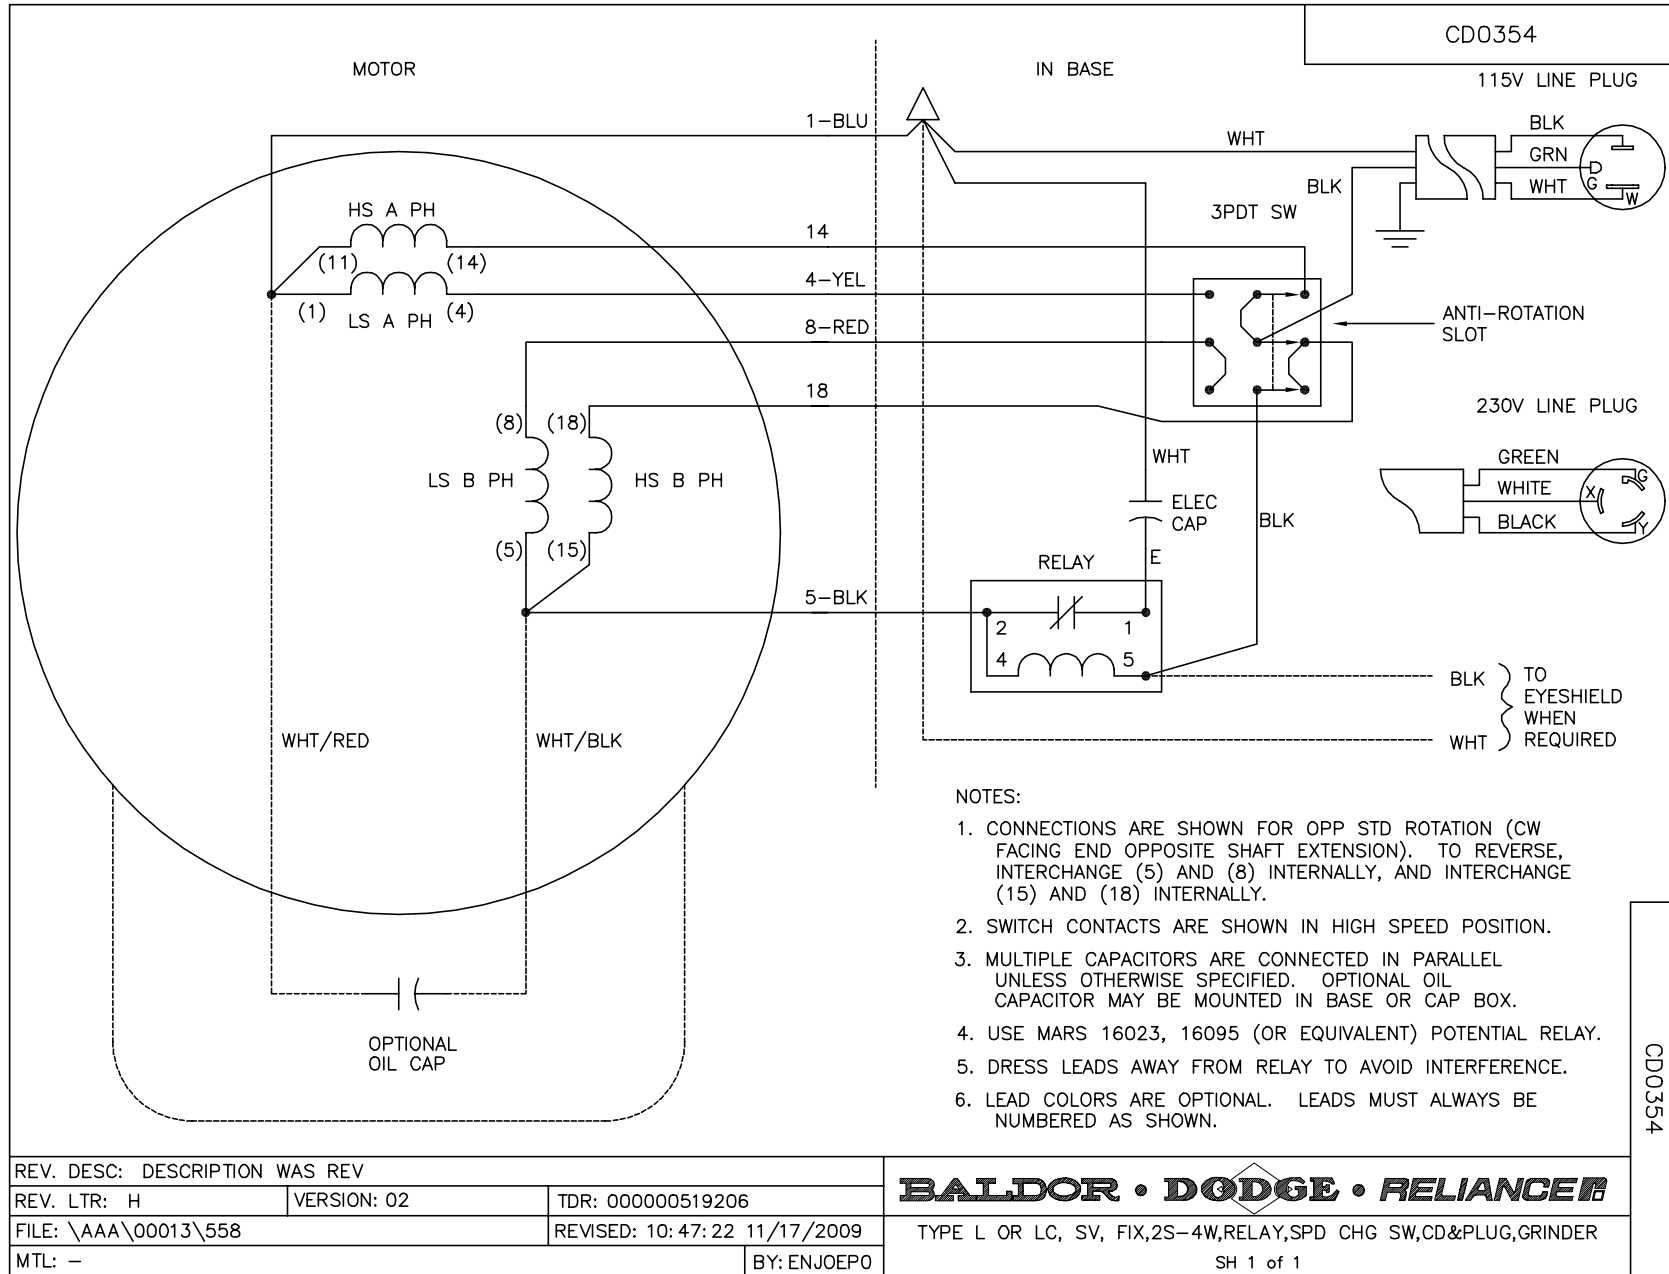 CD0354
MOTOR
IN BASE
115V LINE PLUG
1-BLU
WHT
BLK
GRN
WHT
G
W
BLK
3PDT SW
HS A PH
14
(11)
(14)
4-YEL
(1)
LS A PH
(4)
8-RED
ANTI-ROTATION
SLOT
18
230V LINE PLUG
(8)
(18)
LS B PH
HS B PH
WHT
GREEN
G
WHITE
X
BLACK
Y
ELEC
CAP
BLK
(5)
(15)
RELAY
E
5-BLK
2
1
4
5
BLK
WHT
TO
EYESHIELD
WHEN
REQUIRED
WHT/RED
WHT/BLK
OPTIONAL
OIL CAP
NOTES:
1. CONNECTIONS ARE SHOWN FOR OPP STD ROTATION (CW
FACING END OPPOSITE SHAFT EXTENSION). TO REVERSE,
INTERCHANGE (5) AND (8) INTERNALLY, AND INTERCHANGE
(15) AND (18) INTERNALLY.
2. SWITCH CONTACTS ARE SHOWN IN HIGH SPEED POSITION.
3. MULTIPLE CAPACITORS ARE CONNECTED IN PARALLEL
UNLESS OTHERWISE SPECIFIED. OPTIONAL OIL
CAPACITOR MAY BE MOUNTED IN BASE OR CAP BOX.
4. USE MARS 16023, 16095 (OR EQUIVALENT) POTENTIAL RELAY.
5. DRESS LEADS AWAY FROM RELAY TO AVOID INTERFERENCE.
6. LEAD COLORS ARE OPTIONAL. LEADS MUST ALWAYS BE
NUMBERED AS SHOWN.
CD0354
REV. DESC: DESCRIPTION WAS REV
REV. LTR: H
VERSION: 02
TDR: 000000519206
FILE: \AAA\00013\558
REVISED: 10:47:22 11/17/2009
MTL: -
BY: ENJOEPO
BALDOR • DODGE • RELIANCE
TYPE L OR LC, SV, FIX,2S-4W,RELAY,SPD CHG SW,CD&PLUG,GRINDER
SH 1 of 1